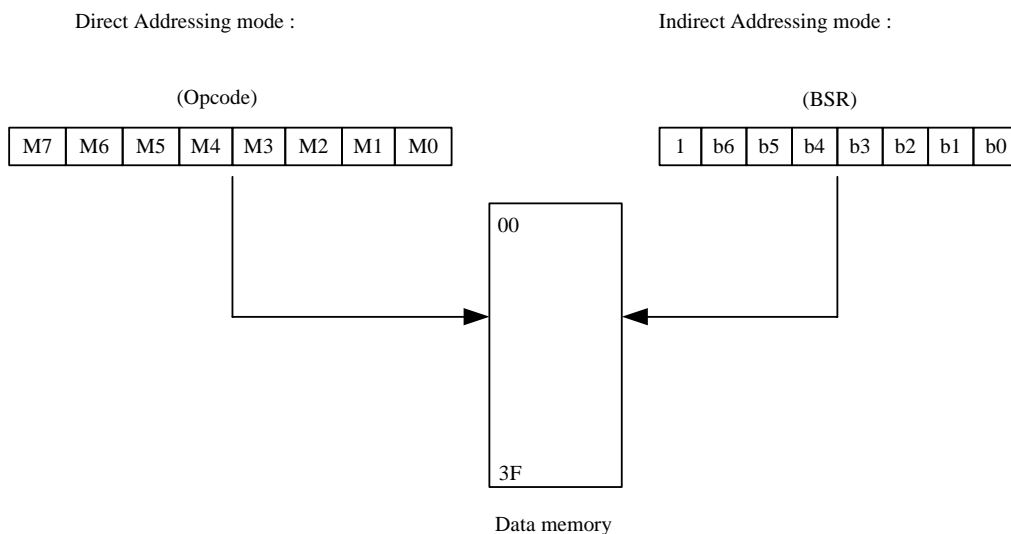 Direct Addressing mode :
Indirect Addressing mode :
(Opcode)
(BSR)
M7 M6 M5 M4 M3 M2 M1 M0
1 b6 b5 b4 b3 b2 b1 b0
00
3F
Data memory